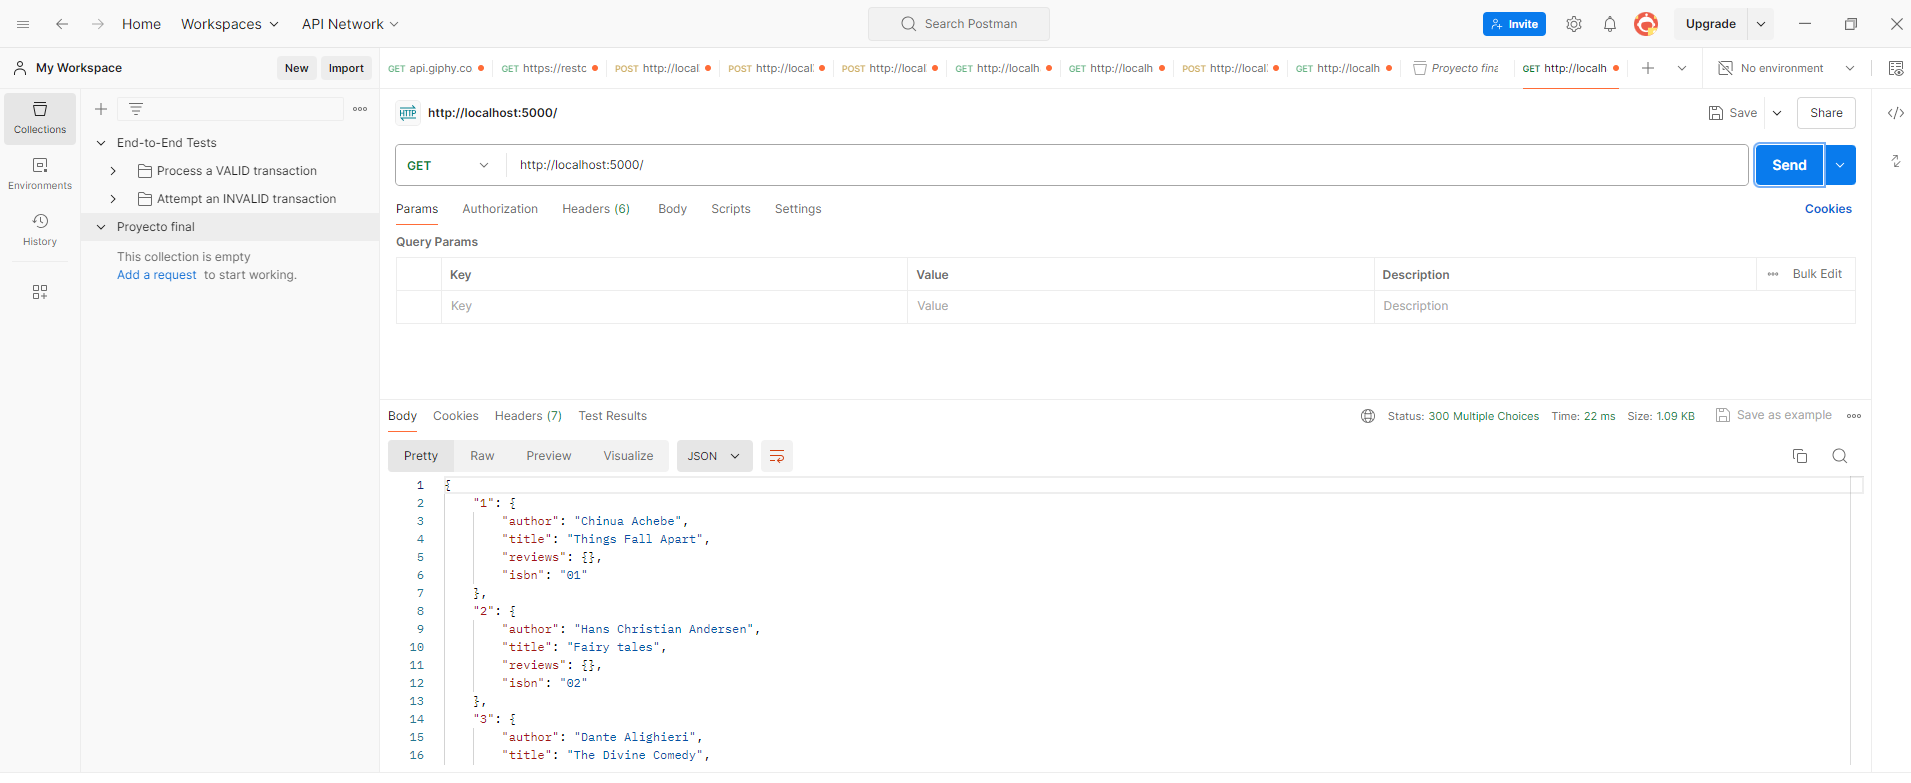 Home Workspaces API Network Search Postman Invite Upgrade
My Workspace New Import GET api.giphy.co GET https://restc POST http://local POST http://local POST http://local GET http://localh GET http://localh POST http://local GET http://localh Proyecto fina GET http://localh No environment
Collections
Environments
History
End-to-End Tests
Process a VALID transaction
Attempt an INVALID transaction
Proyecto final
This collection is empty
Add a request to start working.
HTTP http://localhost:5000/ Save Share
GET http://localhost:5000/ Send
Params Authorization Headers (6) Body Scripts Settings Cookies
Query Params
Key Value Description Bulk Edit
Key Value Description
Body Cookies Headers (7) Test Results Status: 300 Multiple Choices Time: 22 ms Size: 1.09 KB Save as example
Pretty Raw Preview Visualize JSON
1 {
2 "1": {
3 "author": "Chinua Achebe",
4 "title": "Things Fall Apart",
5 "reviews": {},
6 "isbn": "01"
7 },
8 "2": {
9 "author": "Hans Christian Andersen",
10 "title": "Fairy tales",
11 "reviews": {},
12 "isbn": "02"
13 },
14 "3": {
15 "author": "Dante Alighieri",
16 "title": "The Divine Comedy",